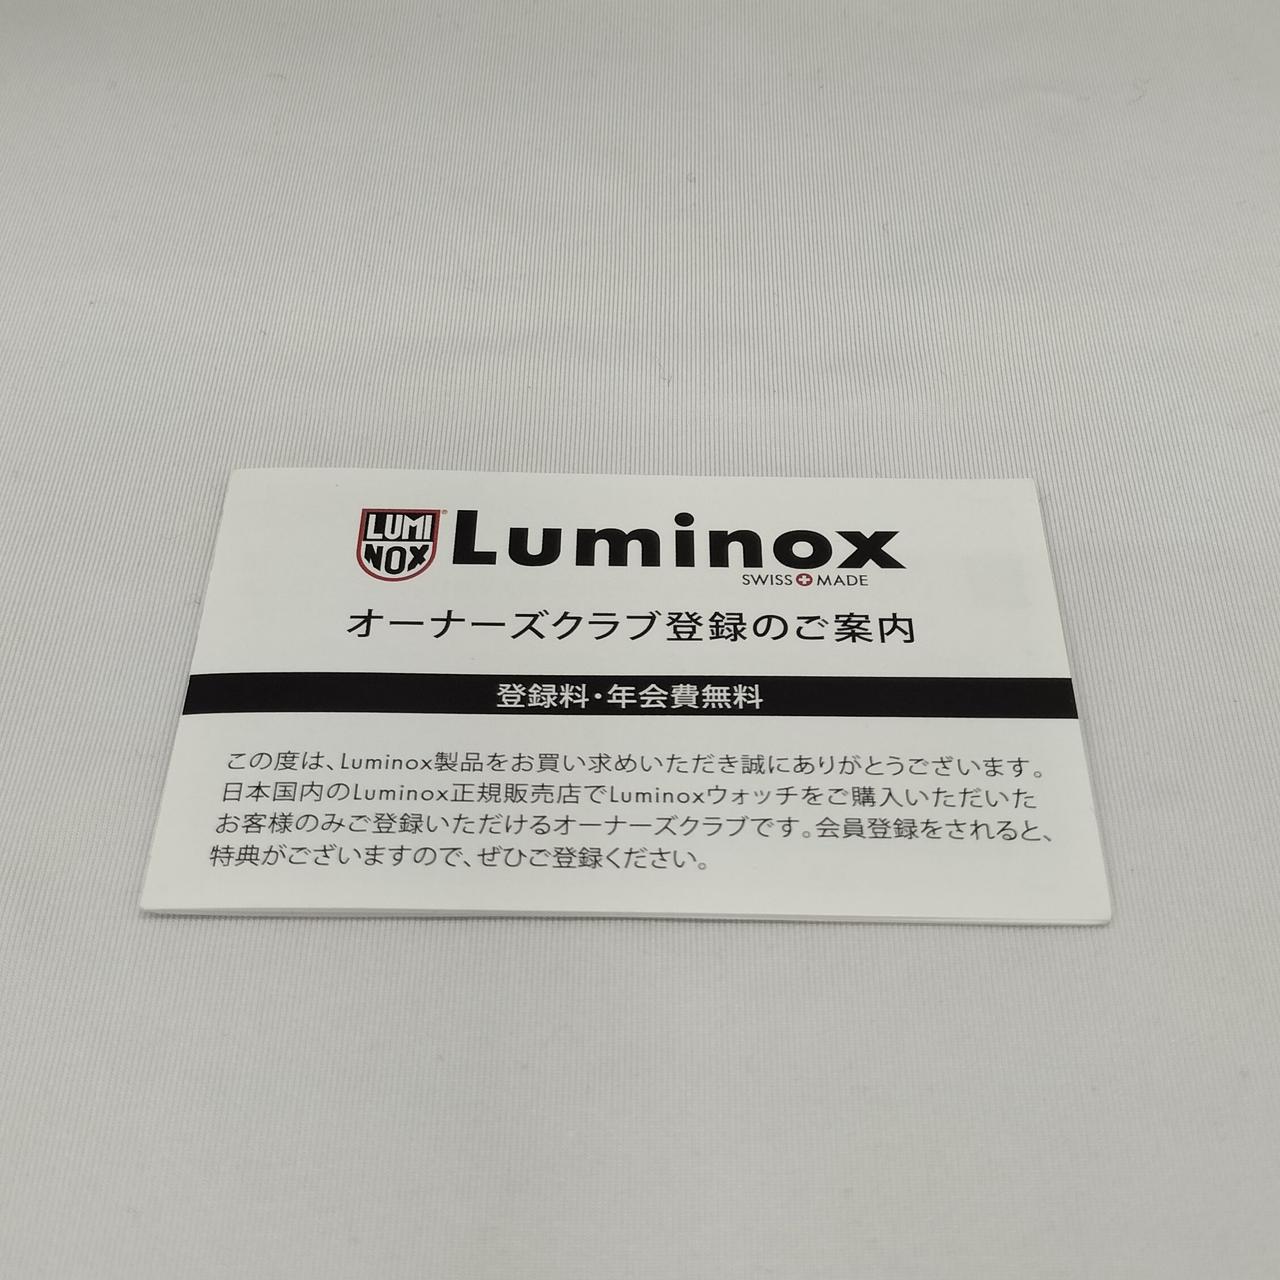 LUMI
NOX
®
Luminox
SWISS MADE
オーナーズクラブ登録のご案内
登録料・年会費無料
この度は、Luminox製品をお買い求めいただき誠にありがとうございます。
日本国内のLuminox正規販売店でLuminoxウォッチをご購入いただいた
お客様のみご登録いただけるオーナーズクラブです。会員登録をされると、
特典がございますので、ぜひご登録ください。